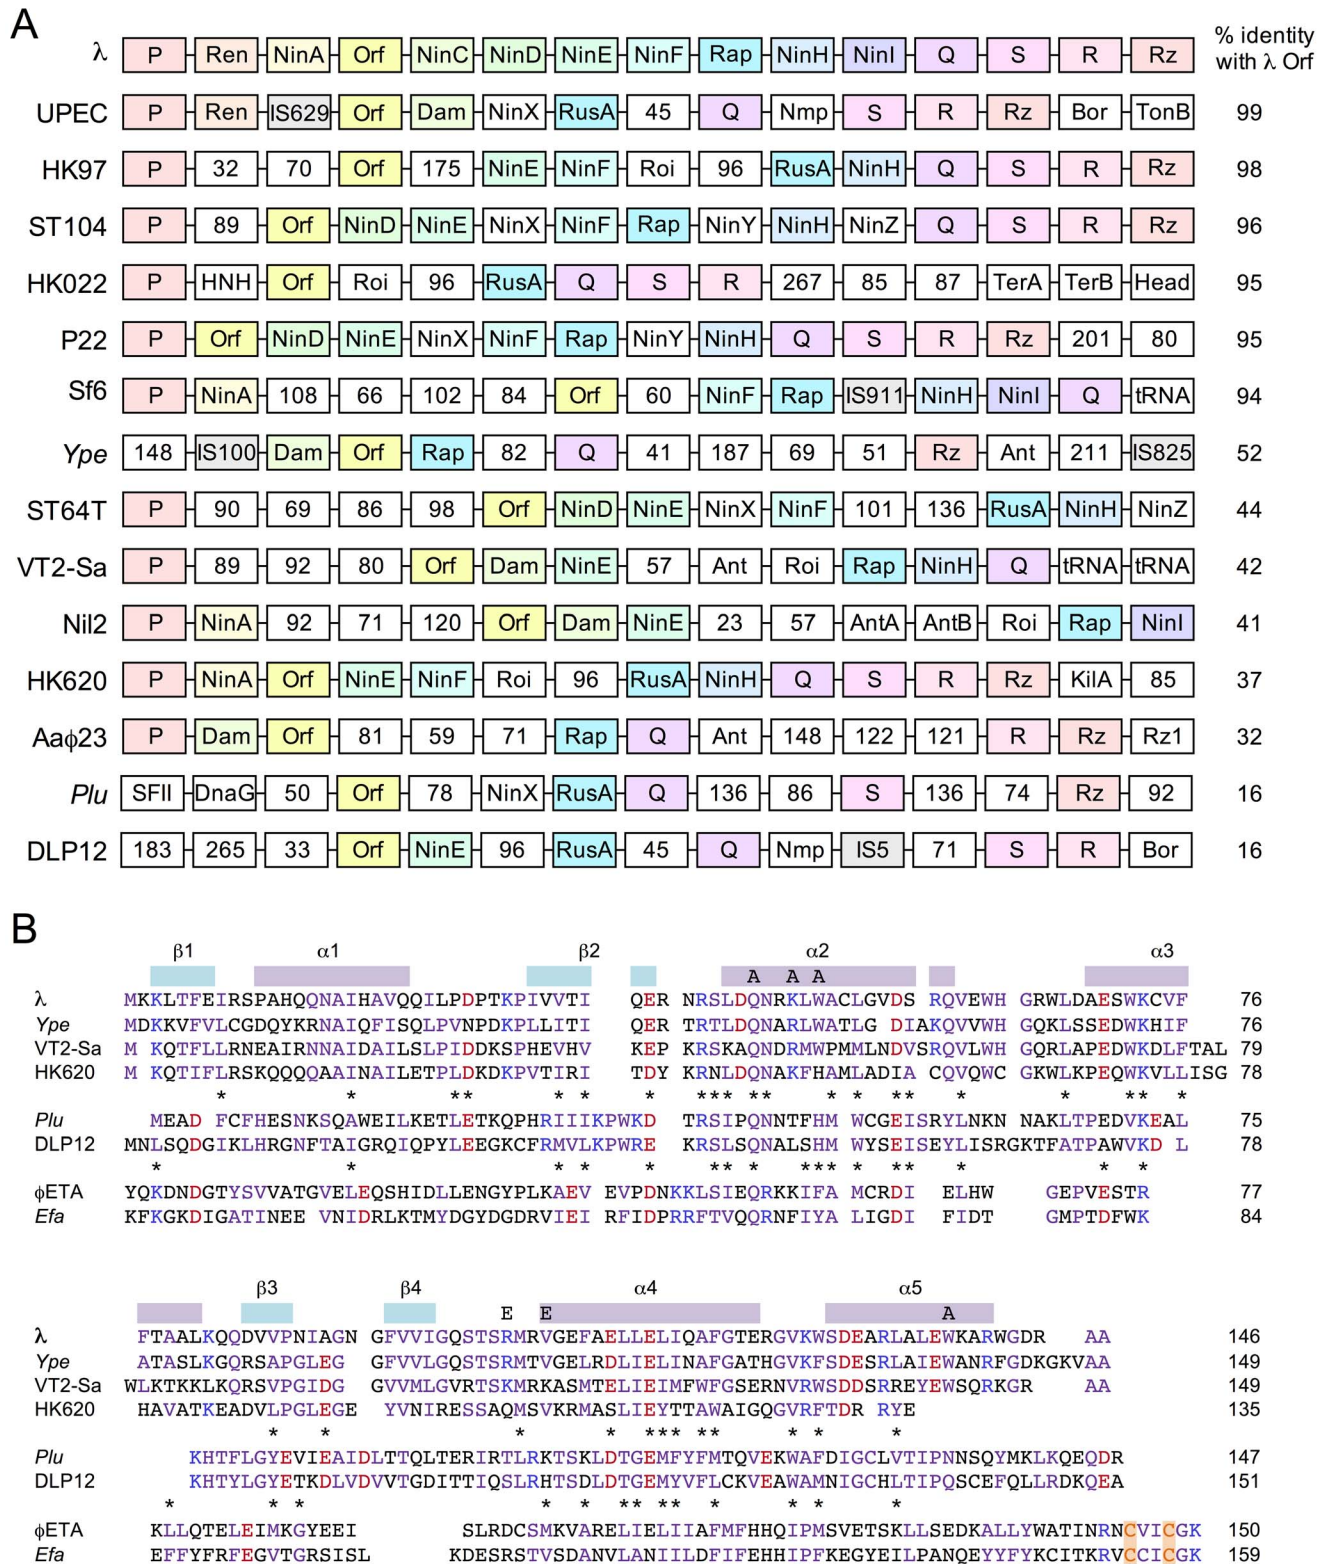 A
% identity
with λ Orf
λ P Ren NinA Orf NinC NinD NinE NinF Rap NinH NinI Q S R Rz
UPEC P Ren IS629 Orf Dam NinX RusA 45 Q Nmp S R Rz Bor TonB 99
HK97 P 32 70 Orf 175 NinE NinF Roi 96 RusA NinH Q S R Rz 98
ST104 P 89 Orf NinD NinE NinX NinF Rap NinY NinH NinZ Q S R Rz 96
HK022 P HNH Orf Roi 96 RusA Q S R 267 85 87 TerA TerB Head 95
P22 P Orf NinD NinE NinX NinF Rap NinY NinH Q S R Rz 201 80 95
Sf6 P NinA 108 66 102 84 Orf 60 NinF Rap IS911 NinH NinI Q tRNA 94
Ype 148 IS100 Dam Orf Rap 82 Q 41 187 69 51 Rz Ant 211 IS825 52
ST64T P 90 69 86 98 Orf NinD NinE NinX NinF 101 136 RusA NinH NinZ 44
VT2-Sa P 89 92 80 Orf Dam NinE 57 Ant Roi Rap NinH Q tRNA tRNA 42
Nil2 P NinA 92 71 120 Orf Dam NinE 23 57 AntA AntB Roi Rap NinI 41
HK620 P NinA Orf NinE NinF Roi 96 RusA NinH Q S R Rz KilA 85 37
Aaϕ23 P Dam Orf 81 59 71 Rap Q Ant 148 122 121 R Rz Rz1 32
Plu SFII DnaG 50 Orf 78 NinX RusA Q 136 86 S 136 74 Rz 92 16
DLP12 183 265 33 Orf NinE 96 RusA 45 Q Nmp IS5 71 S R Bor 16
B
β1 α1 β2 α2 α3
A A A
λ MKKLTFEIRSPAHQQNAIHAVQQILPDPTKPIVVTI QER NRSLDQNRKLWACLGVDS RQVEWH GRWLDAESWKCVF 76
Ype MDKKVFVLCGDQYKRNAIQFISQLPVNPDKPLLITI QER TRTLDQNARLWATLG DIAKQVVWH GQKLSSEDWKHIF 76
VT2-Sa M KQTFLLRNEAIRNNAIDAILSLPIDDKSPHEVHV KEP KRSKAQNDRMWPMLNDVSRQVLWH GQRLAPEDWKDLFTAL 79
HK620 M KQTIFLRSKQQQQAAINAILETPLDKDKPVTIRI TDY KRNLDQNAKFHAMLADIA CQVQWC GKWLKPEQWKVLLISG 78
* * ** * * * *** ** * * ** * * ** *
Plu MEAD FCFHESNKSQAWEILKETLETKQPHRIIIKPWKD TRSIPQNNTFHM WCGEISRYLNKN NAKLTPEDVKEAL 75
DLP12 MNLSQDGIKLHRGNFTAIGRQIQPYLEEGKCFRMVLKPWRE KRSLSQNALSHM WYSEISEYLISRGKTFATPAWVKD L 78
* * * * * ** * *** * ** * * *
ϕETA YQKDNDGTYSVVATGVELEQSHIDLLENGYPLKAEV EVPDNKKLSIEQRKKIFA MCRDI ELHW GEPVESTR 77
Efa KFKGKDIGATINEE VNIDRLKTMYDGYDGDRVIEI RFIDPRRFTVQQRNFIYA LIGDI FIDT GMPTDFWK 84
β3 β4 α4 α5
E E A
λ FTAALKQQDVVPNIAGN GFVVIGQSTSRMRVGEFAELLELIQAFGTERGVKWSDEARLALEWKARWGDR AA 146
Ype ATASLKGQRSAPGLEG GFVVLGQSTSRMTVGELRDLIELINAFGATHGVKFSDESRLAIEWANRFGDKGKVAA 149
VT2-Sa WLKTKKLKQRSVPGIDG GVVMLGVRTSKMRKASMTELIEIMFWFGSERNVRWSDDSRREYEWSQRKGR AA 149
HK620 HAVATKEADVLPGLEGE YVNIRESSAQMSVKRMASLIEYTTAWAIGQGVRFTDR RYE 135
* * * * **** * * * *
Plu KHTFLGYEVIEAIDLTTQLTERIRTLRKTSKLDTGEMFYFMTQVEKWAFDIGCLVTIPNNSQYMKLKQEQDR 147
DLP12 KHTYLGYETKDLVDVVTGDITTIQSLRHTSDLDTGEMYVFLCKVEAWAMNIGCHLTIPQSCEFQLLRDKQEA 151
* * * * * ** ** * * * *
ϕETA KLLQTELEIMKGYEEI SLRDCSMKVARELIELIIAFMFHHQIPMSVETSKLLSEDKALLYWATINRNCVICGK 150
Efa EFFYFRFEGVTGRSISL KDESRSTVSDANVLANIILDFIFEHHIPFKEGYEILPANQEYYFYKCITKRVCCICGK 159